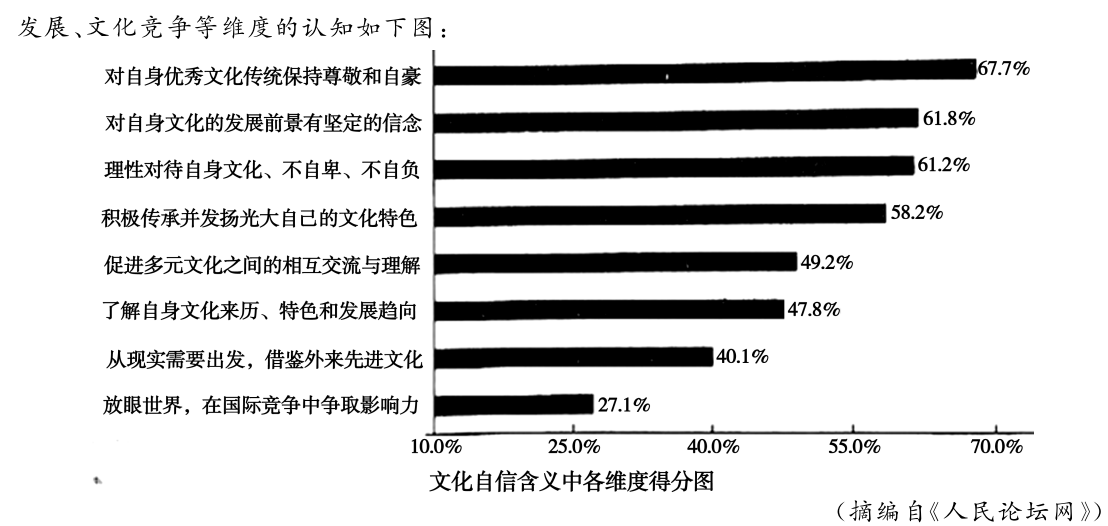 发展、文化竞争等维度的认知如下图：
对自身优秀文化传统保持尊敬和自豪 67.7%
对自身文化的发展前景有坚定的信念 61.8%
理性对待自身文化、不自卑、不自负 61.2%
积极传承并发扬光大自己的文化特色 58.2%
促进多元文化之间的相互交流与理解 49.2%
了解自身文化来历、特色和发展趋向 47.8%
从现实需要出发，借鉴外来先进文化 40.1%
放眼世界，在国际竞争中争取影响力 27.1%
10.0% 25.0% 40.0% 55.0% 70.0%
文化自信含义中各维度得分图
（摘编自《人民论坛网》）